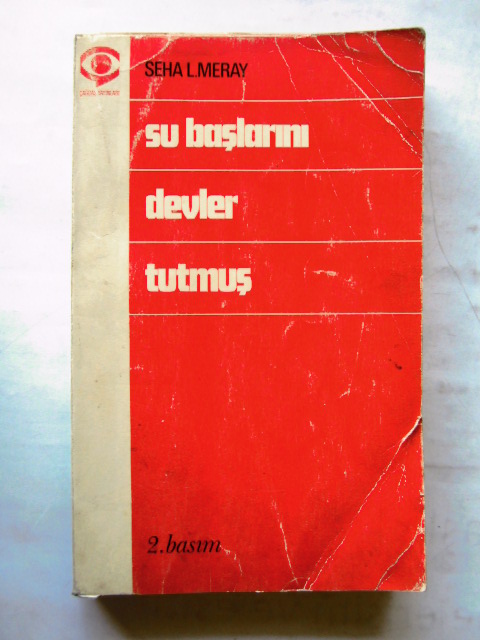 SEHA L.MERAY
su başlarını
devler
tutmuş
2.basım